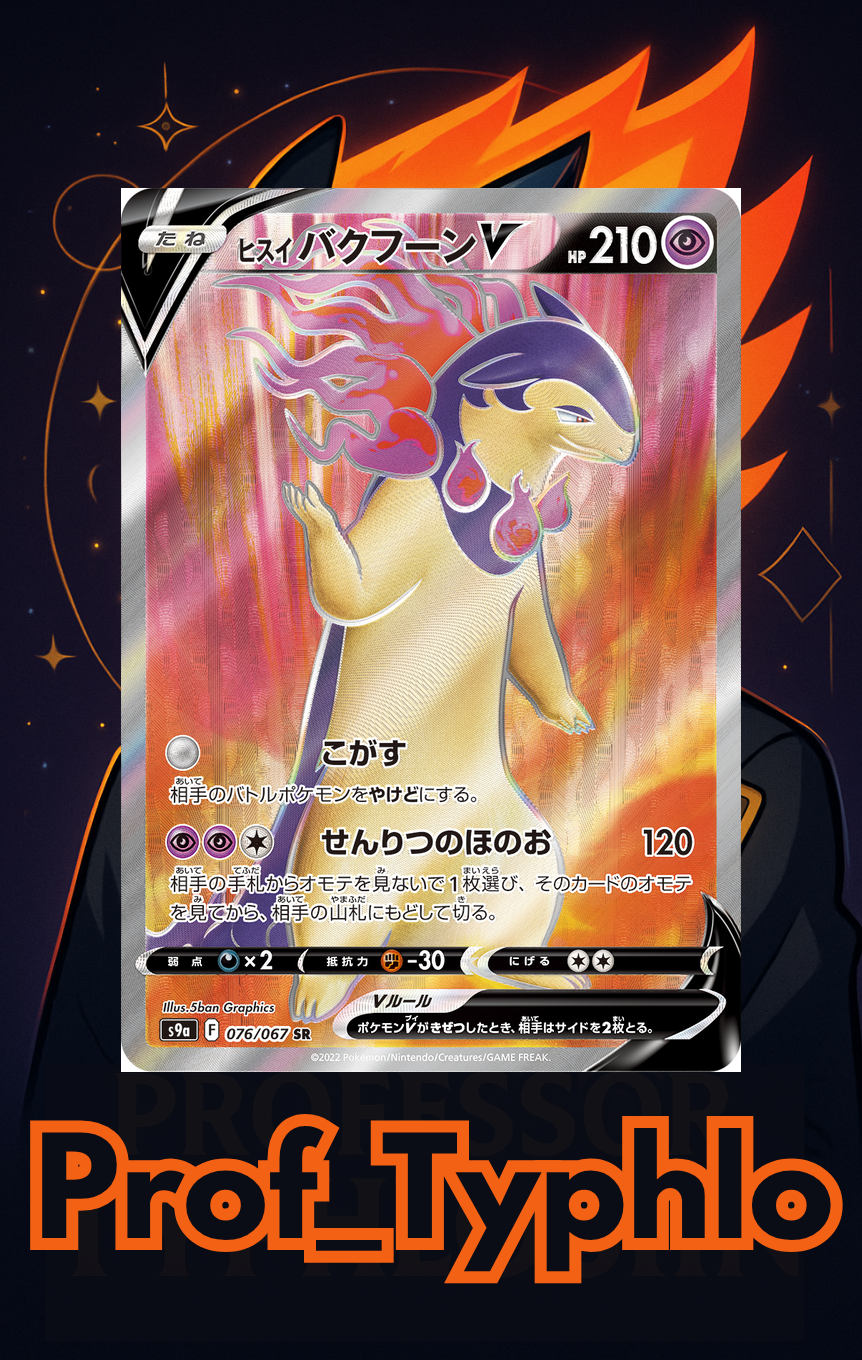 たね
ヒスイ バクフーンV
HP 210
こがす
相手のバトルポケモンをやけどにする。
せんりつのほのお 120
相手の手札からオモテを見ないで1枚選び、そのカードのオモテ
を見てから、相手の山札にもどして切る。
弱点 ×2 抵抗力 -30 にげる
Illus.5ban Graphics
Vルール
s9a F 076/067 SR
ポケモンVがきぜつしたとき、相手はサイドを2枚とる。
©2022 Pokémon/Nintendo/Creatures/GAME FREAK.
PROFESSOR
Prof_Typhlo